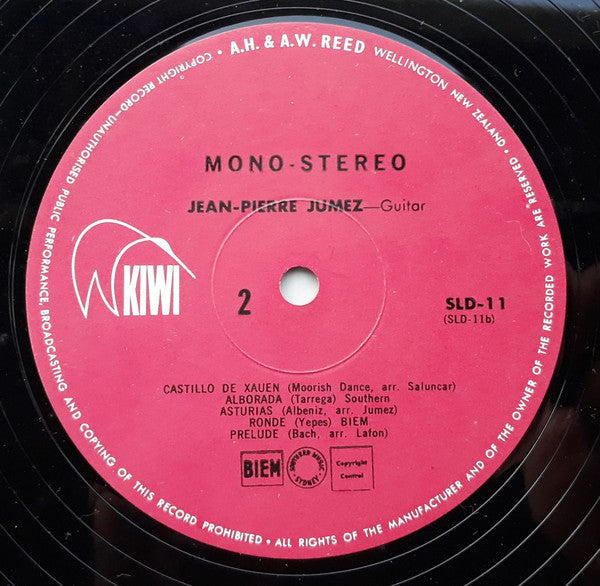 • A.H. & A.W. REED WELLINGTON NEW ZEALAND •
ALL RIGHTS OF THE MANUFACTURER AND OF THE OWNER OF THE RECORDED WORK ARE RESERVED •
COPYRIGHT RECORD—UNAUTHORISED PUBLIC PERFORMANCE, BROADCASTING AND COPYING OF THIS RECORD PROHIBITED •
MONO-STEREO
JEAN-PIERRE JUMEZ—Guitar
KIWI
2
SLD-11
(SLD-11b)
CASTILLO DE XAUEN (Moorish Dance, arr. Saluncar)
ALBORADA (Tarrega) Southern
ASTURIAS (Albeniz, arr. Jumez)
RONDE (Yepes) BIEM
PRELUDE (Bach, arr. Lafon)
BIEM
SOUTHERN MUSIC
SYDNEY
Copyright
Control